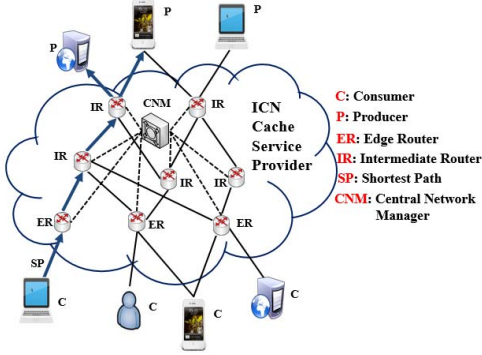 P
P
P
IR
CNM
IR
ICN
Cache
Service
Provider
C: Consumer
P: Producer
ER: Edge Router
IR: Intermediate Router
SP: Shortest Path
CNM: Central Network
Manager
IR
IR
IR
ER
ER
ER
SP
C
C
C
C